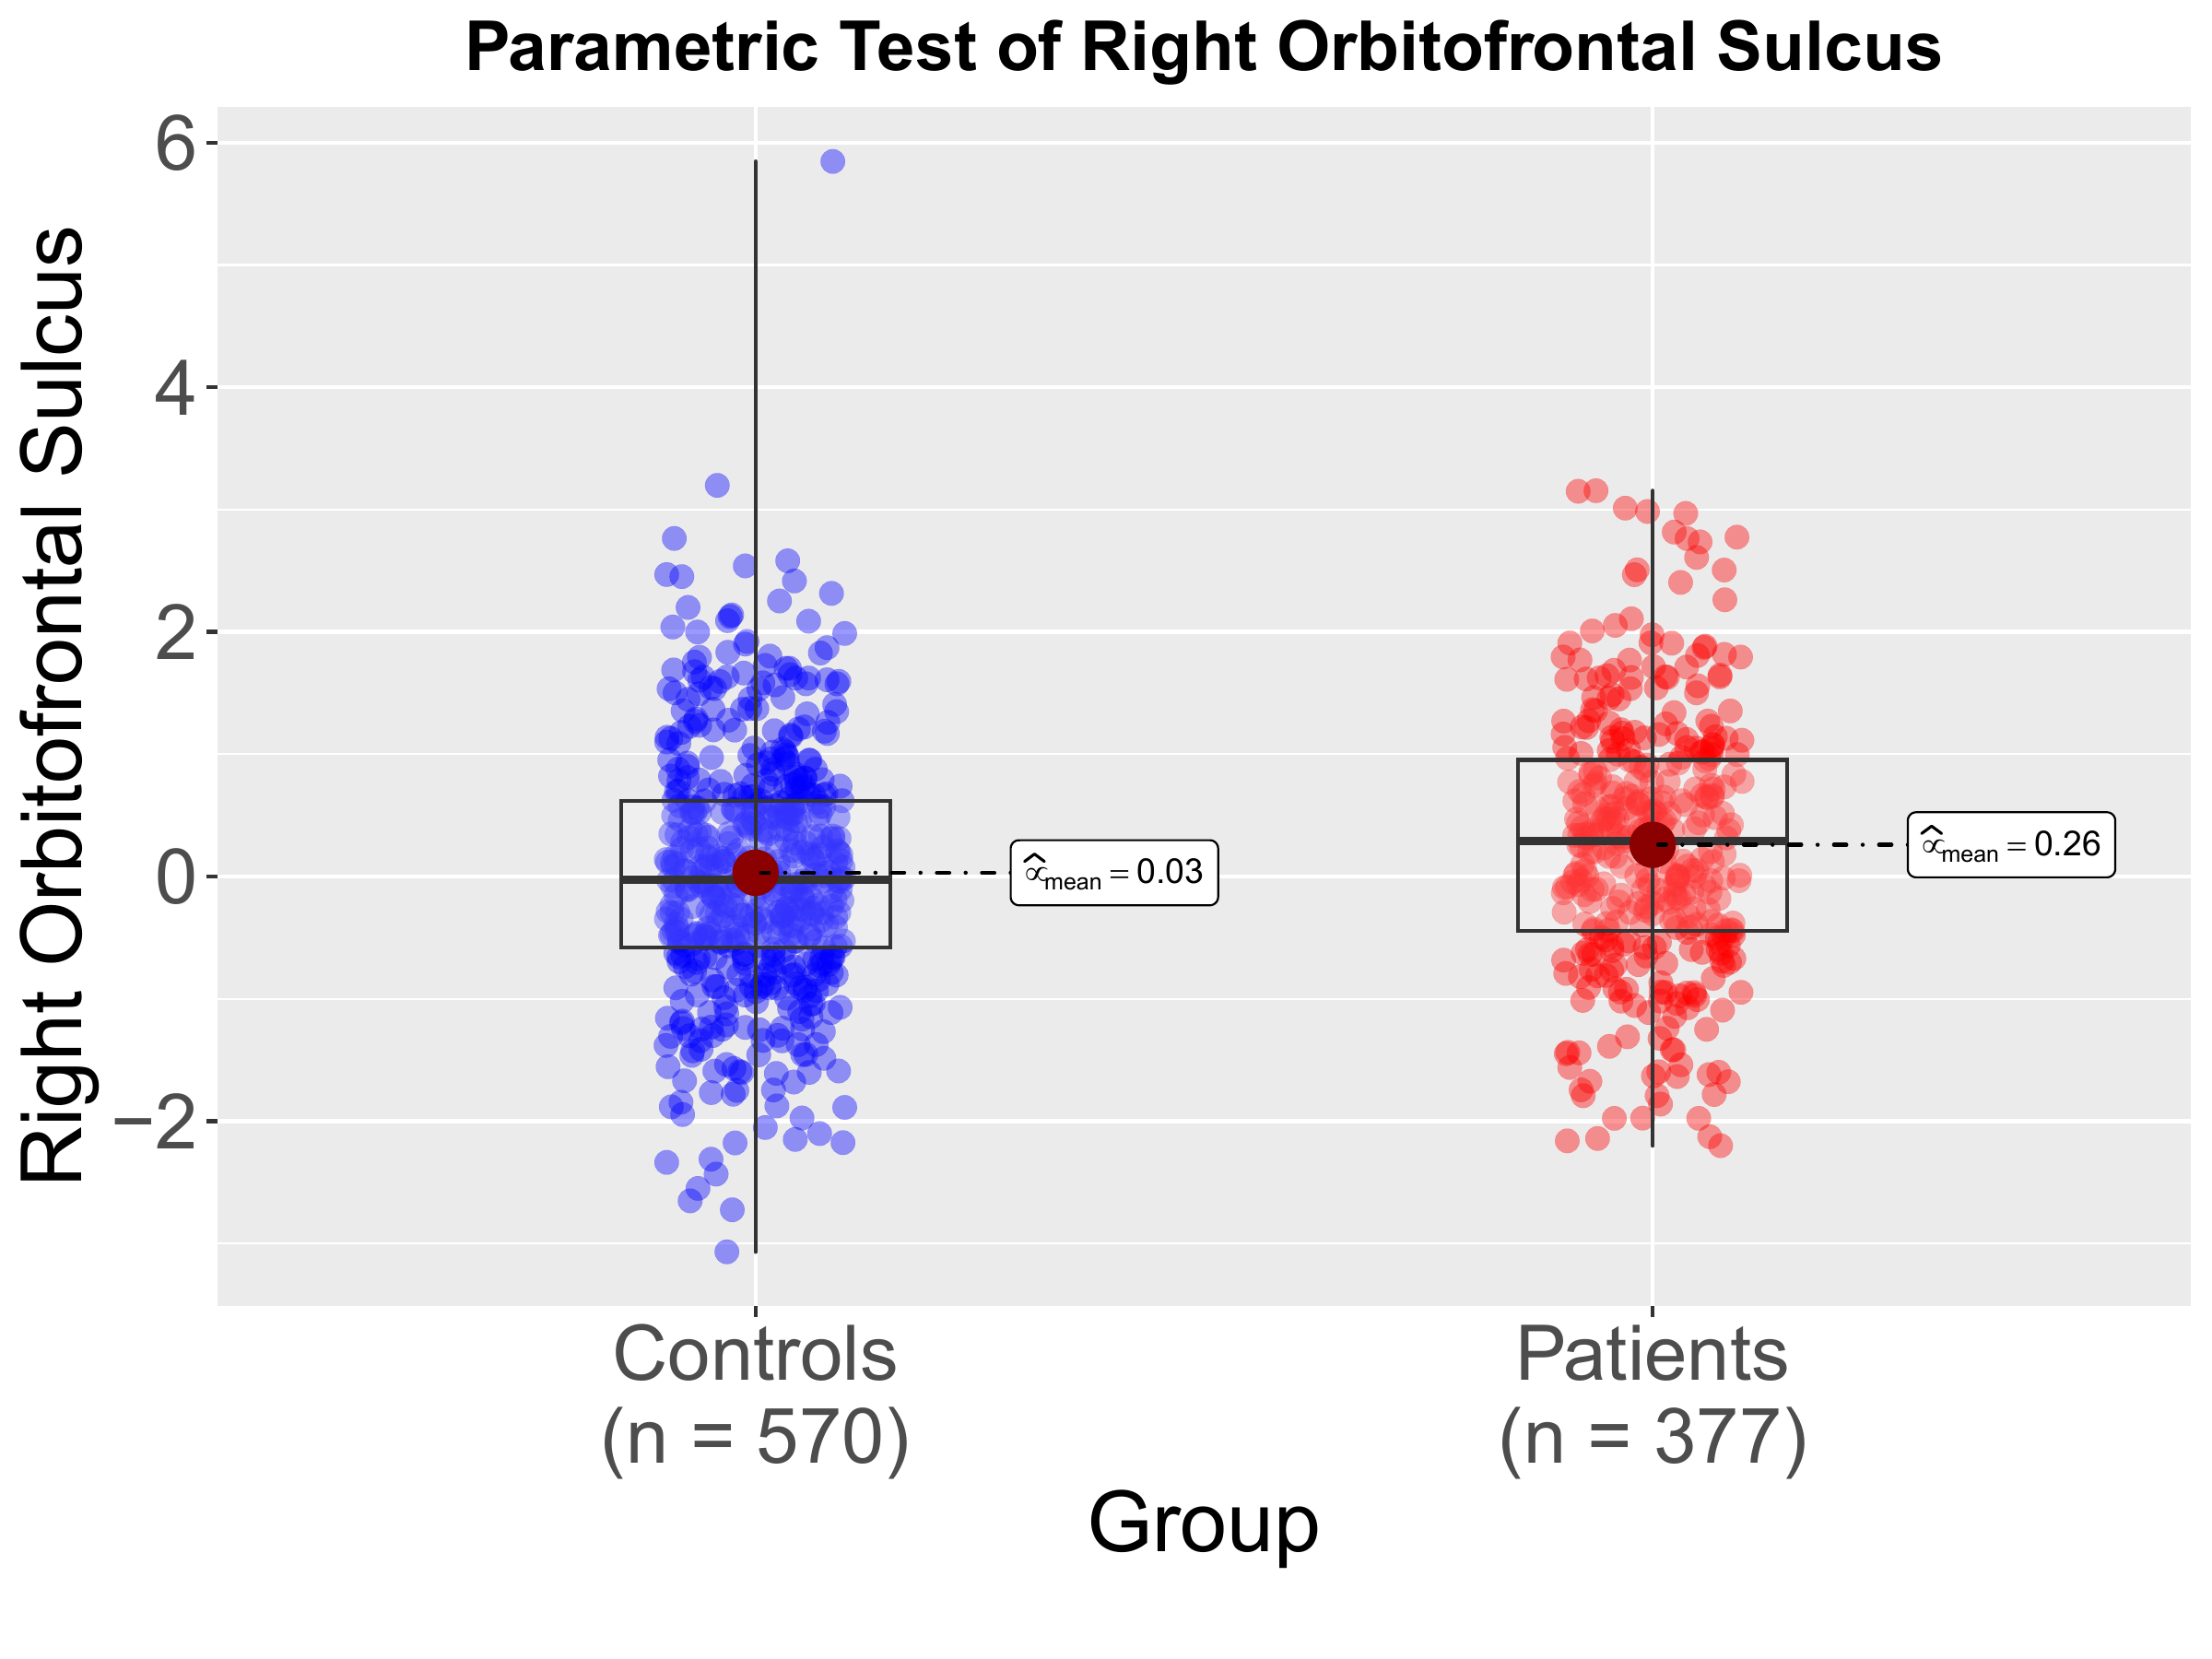 Parametric Test of Right Orbitofrontal Sulcus
Right Orbitofrontal Sulcus
6
4
2
0
−2
∝̂mean = 0.03
∝̂mean = 0.26
Controls
(n = 570)
Patients
(n = 377)
Group